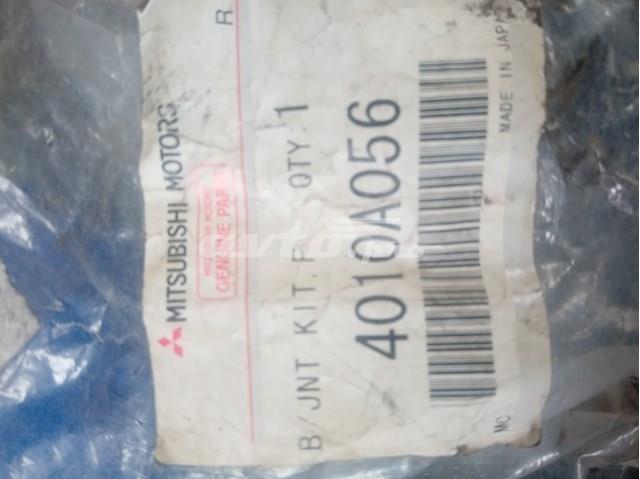 MITSUBISHI MOTORS
GENUINE PARTS
R
B/JNT KIT,F QTY 1
4010A056
MC MADE IN JAPAN